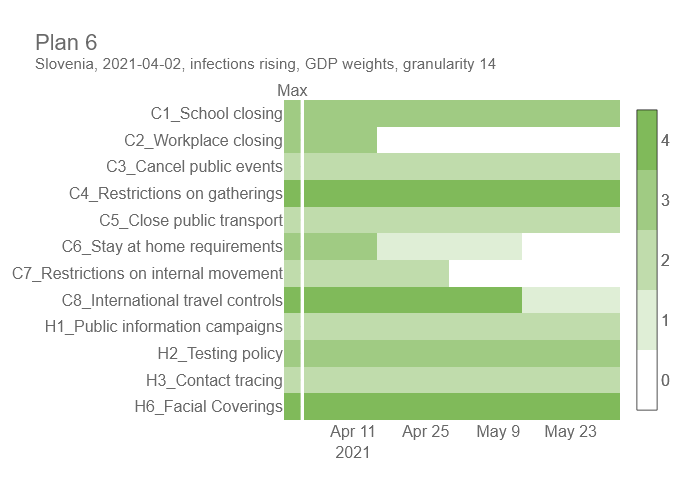 Plan 6
Slovenia, 2021-04-02, infections rising, GDP weights, granularity 14
Max
C1_School closing
C2_Workplace closing
C3_Cancel public events
C4_Restrictions on gatherings
C5_Close public transport
C6_Stay at home requirements
C7_Restrictions on internal movement
C8_International travel controls
H1_Public information campaigns
H2_Testing policy
H3_Contact tracing
H6_Facial Coverings
4
3
2
1
0
Apr 11 Apr 25 May 9 May 23
2021